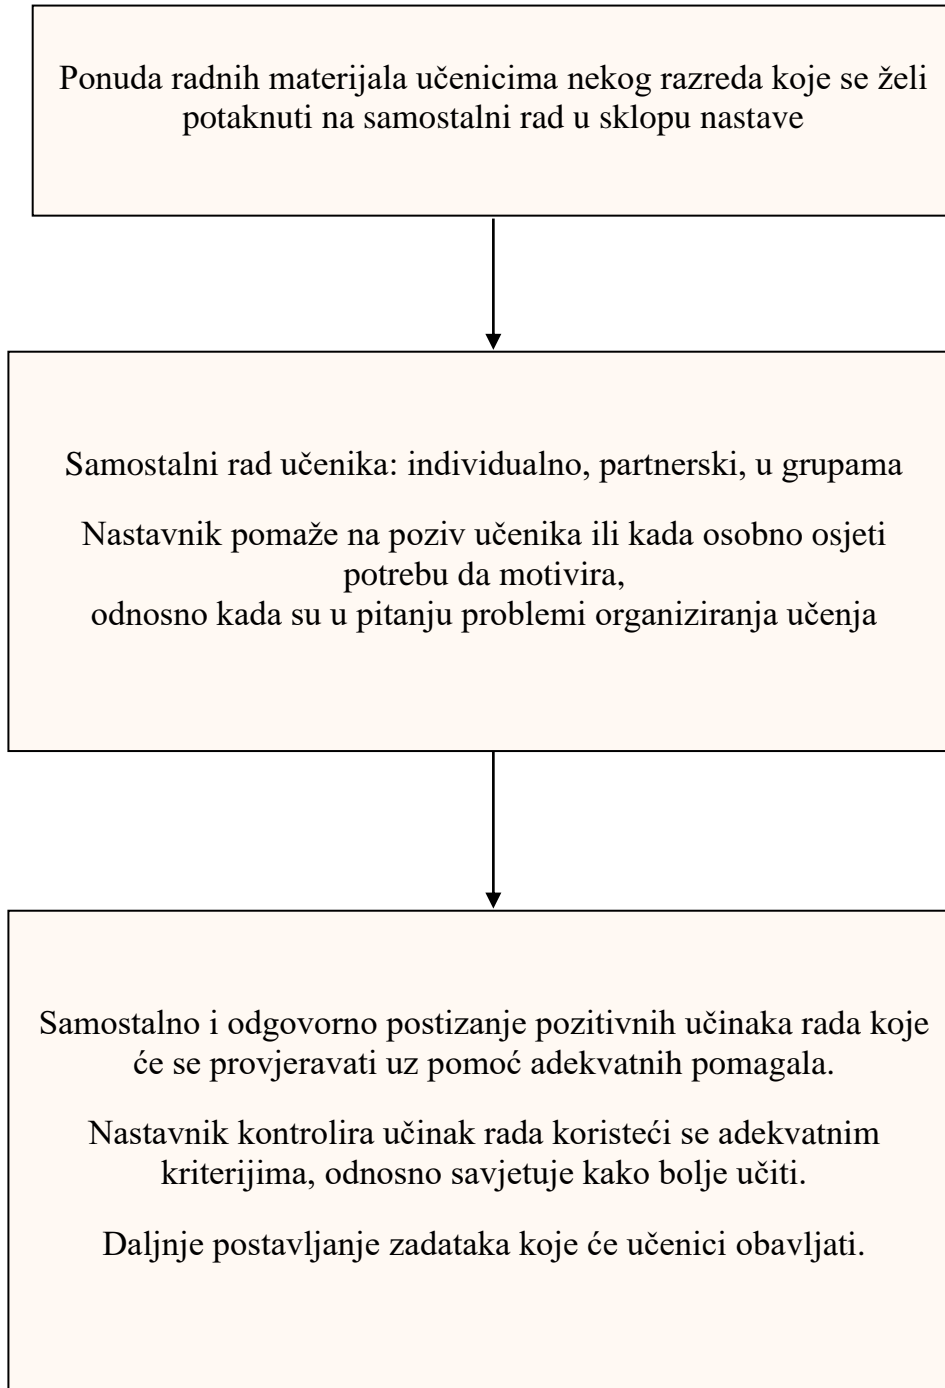 Ponuda radnih materijala učenicima nekog razreda koje se želi
potaknuti na samostalni rad u sklopu nastave
Samostalni rad učenika: individualno, partnerski, u grupama
Nastavnik pomaže na poziv učenika ili kada osobno osjeti
potrebu da motivira,
odnosno kada su u pitanju problemi organiziranja učenja
Samostalno i odgovorno postizanje pozitivnih učinaka rada koje
će se provjeravati uz pomoć adekvatnih pomagala.
Nastavnik kontrolira učinak rada koristeći se adekvatnim
kriterijima, odnosno savjetuje kako bolje učiti.
Daljnje postavljanje zadataka koje će učenici obavljati.